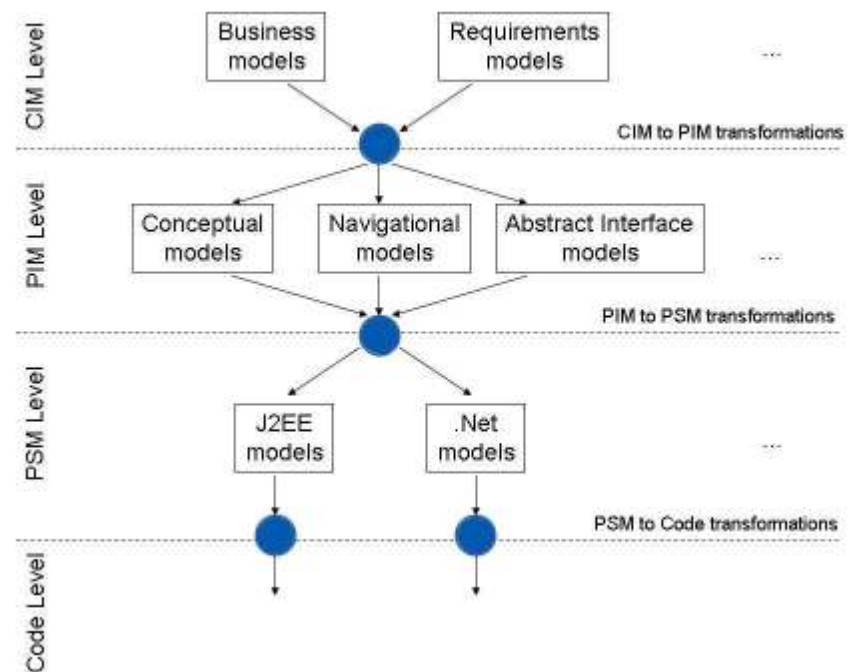 CIM Level
Business
models
Requirements
models
...
CIM to PIM transformations
PIM Level
Conceptual
models
Navigational
models
Abstract Interface
models
...
PIM to PSM transformations
PSM Level
J2EE
models
.Net
models
...
PSM to Code transformations
Code Level